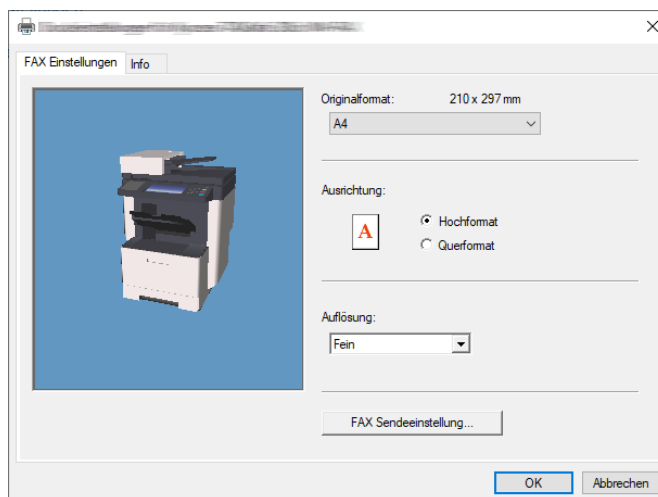 FAX Einstellungen Info
Originalformat: 210 x 297 mm
A4
Ausrichtung:
A
Hochformat
Querformat
Auflösung:
Fein
FAX Sendeeinstellung...
OK Abbrechen